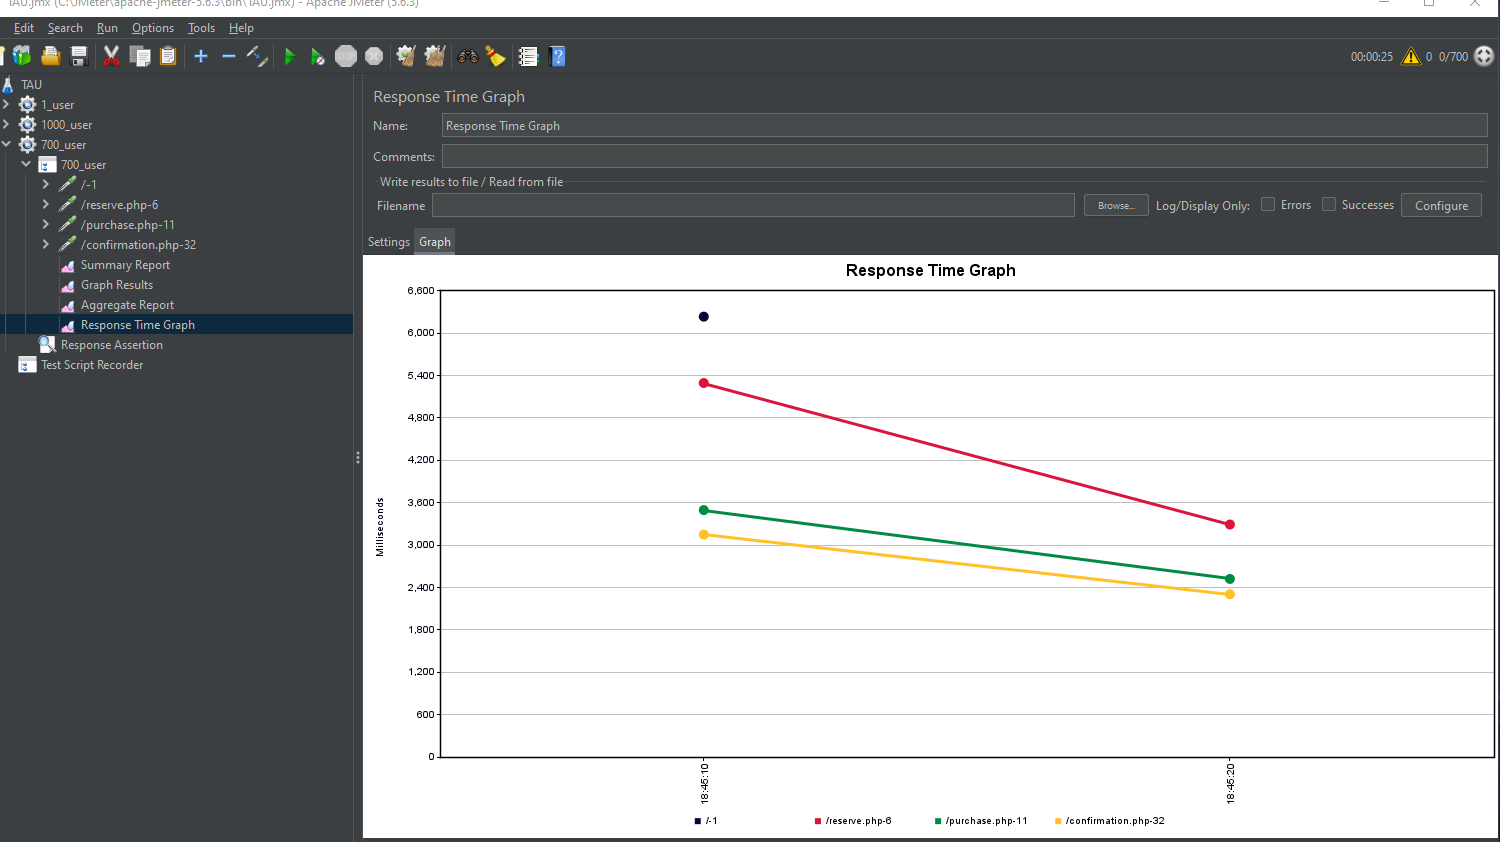 TAU.jmx (C:\JMeter\apache-jmeter-5.6.3\bin\TAU.jmx) - Apache JMeter (5.6.3)
Edit Search Run Options Help
STOP
00:00:25 0 0/700
TAU
1_user
1000_user
700_user
700_user
/-1
/reserve.php-6
/purchase.php-11
/confirmation.php-32
Summary Report
Graph Results
Aggregate Report
Response Time Graph
Response Assertion
Test Script Recorder
Response Time Graph
Name: Response Time Graph
Comments:
Write results to file / Read from file
Filename Browse... Log/Display Only: Errors Successes Configure
Settings Graph
Response Time Graph
6,600
6,000
5,400
4,800
4,200
3,600
3,000
2,400
1,800
1,200
600
0
Milliseconds
18:45:10
18:45:20
/-1 /reserve.php-6 /purchase.php-11 /confirmation.php-32